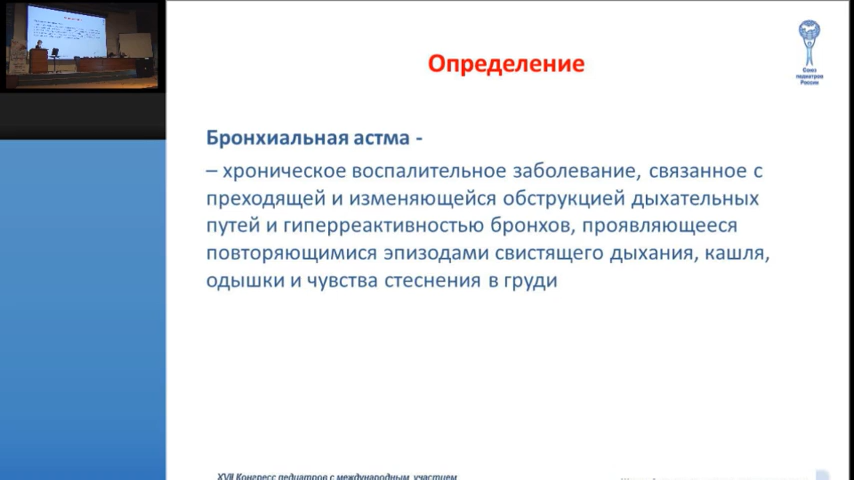 Определение
Союз
педиатров
России
Бронхиальная астма -
– хроническое воспалительное заболевание, связанное с
преходящей и изменяющейся обструкцией дыхательных
путей и гиперреактивностью бронхов, проявляющееся
повторяющимися эпизодами свистящего дыхания, кашля,
одышки и чувства стеснения в груди
XVII Конгресс педиатров с международным участием